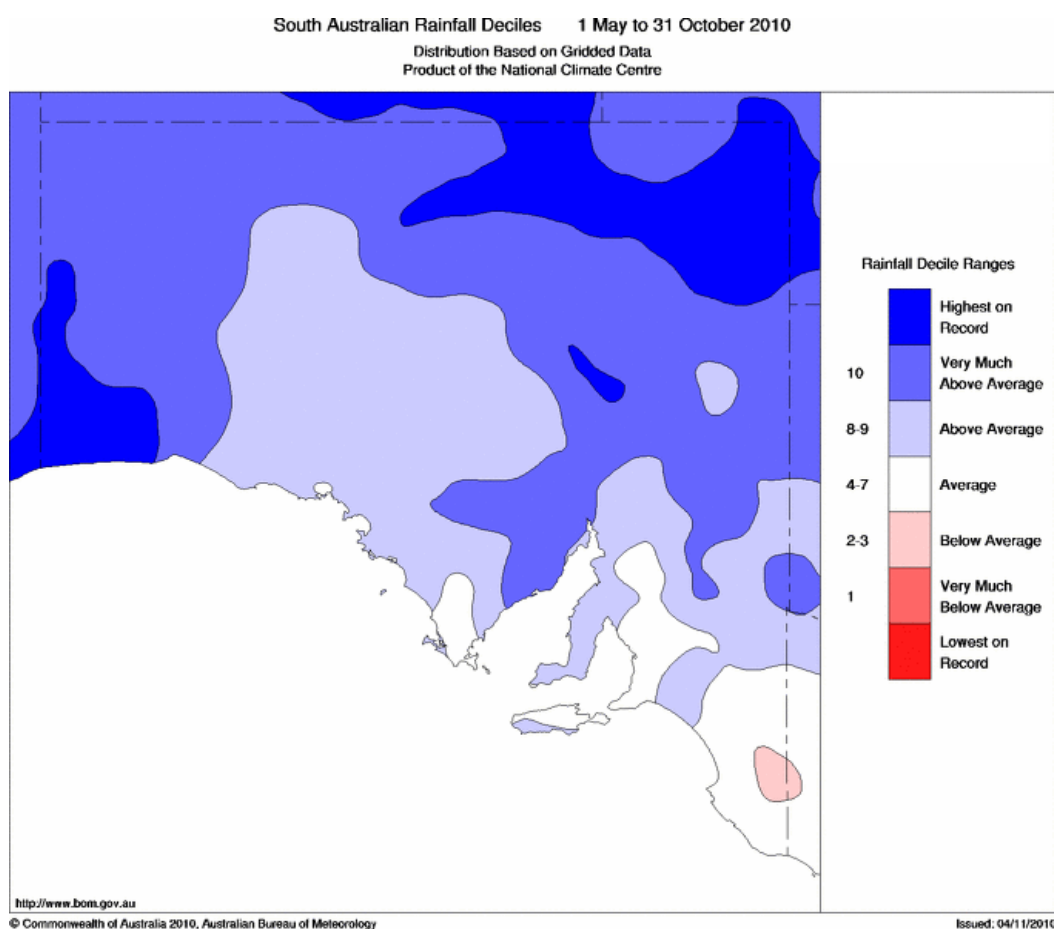 South Australian Rainfall Deciles 1 May to 31 October 2010
Distribution Based on Gridded Data
Product of the National Climate Centre
Rainfall Decile Ranges
Highest on
Record
10
Very Much
Above Average
8-9
Above Average
4-7
Average
2-3
Below Average
1
Very Much
Below Average
Lowest on
Record
http://www.bom.gov.au
© Commonwealth of Australia 2010, Australian Bureau of Meteorology
Issued: 04/11/2010